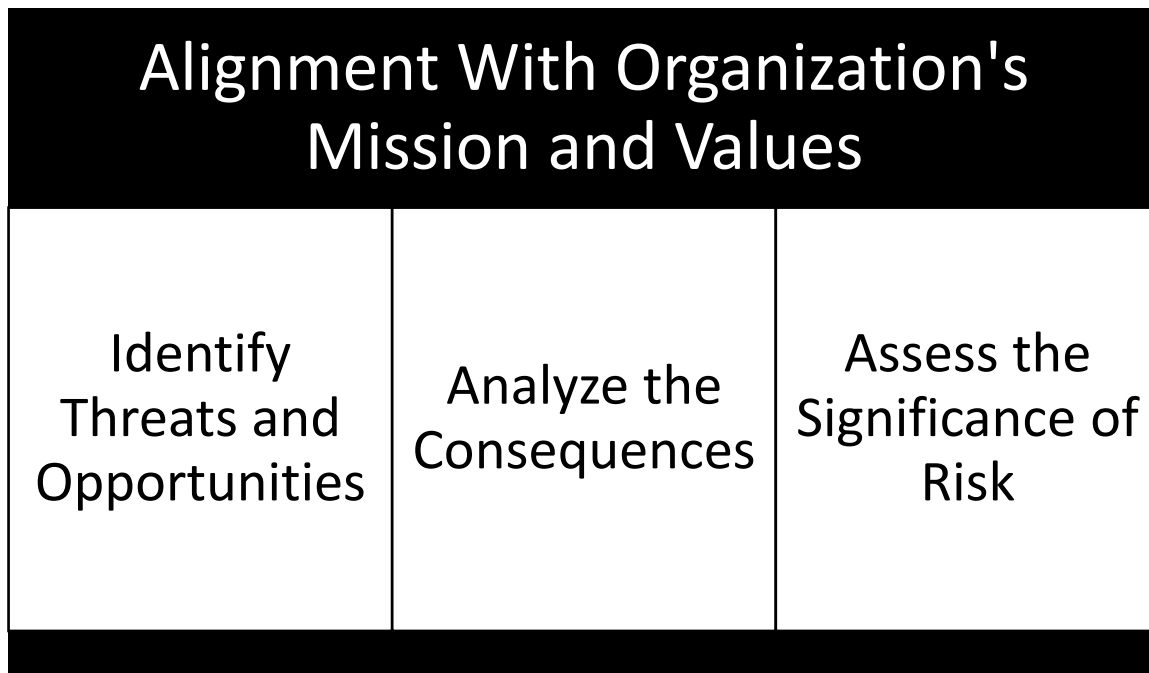 Alignment With Organization's
Mission and Values
Identify
Threats and
Opportunities
Analyze the
Consequences
Assess the
Significance of
Risk